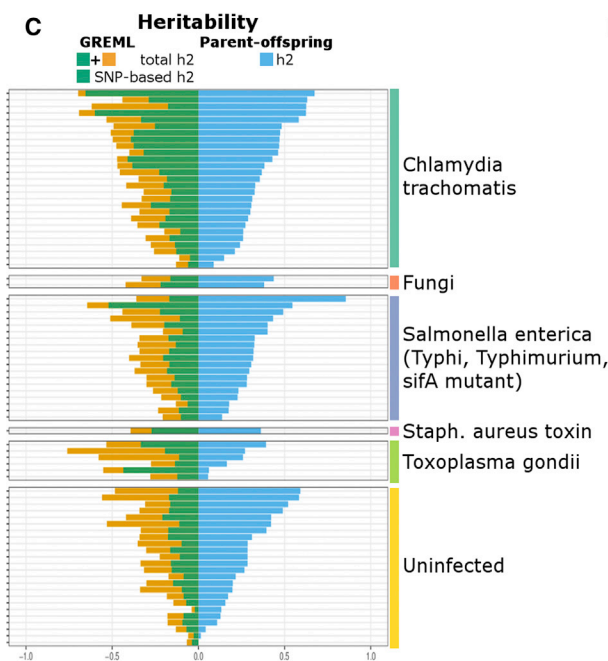 C
Heritability
GREML Parent-offspring
+ total h2 h2
SNP-based h2
Chlamydia
trachomatis
Fungi
Salmonella enterica
(Typhi, Typhimurium,
sifA mutant)
Staph. aureus toxin
Toxoplasma gondii
Uninfected
−1.0 −0.5 0.0 0.5 1.0